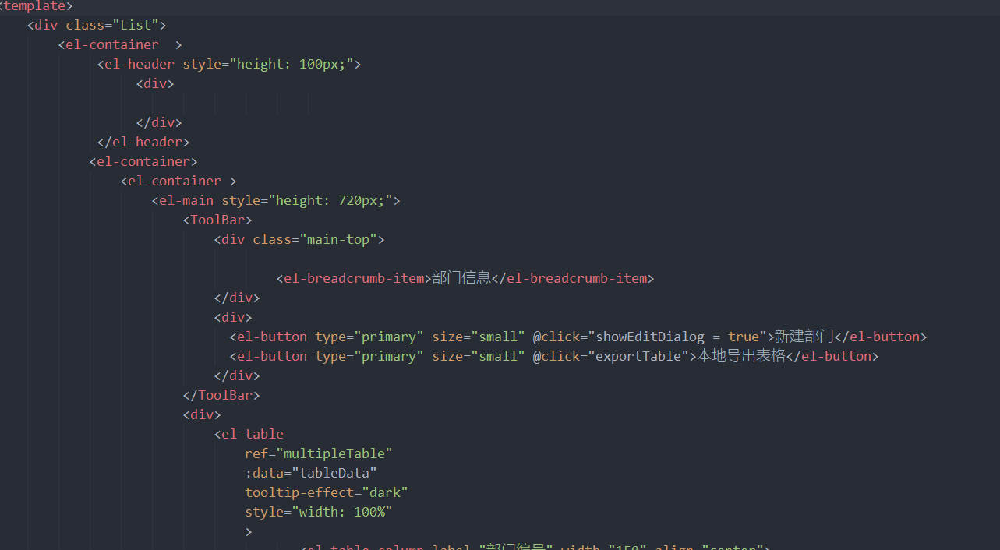 <template>
<div class="List">
<el-container  >
<el-header style="height: 100px;">
<div>
</div>
</el-header>
<el-container>
<el-container >
<el-main style="height: 720px;">
<ToolBar>
<div class="main-top">
<el-breadcrumb-item>部门信息</el-breadcrumb-item>
</div>
<div>
<el-button type="primary" size="small" @click="showEditDialog = true">新建部门</el-button>
<el-button type="primary" size="small" @click="exportTable">本地导出表格</el-button>
</div>
</ToolBar>
<div>
<el-table
ref="multipleTable"
:data="tableData"
tooltip-effect="dark"
style="width: 100%"
>
<el-table-column label="部门编号" width="150" align="center">